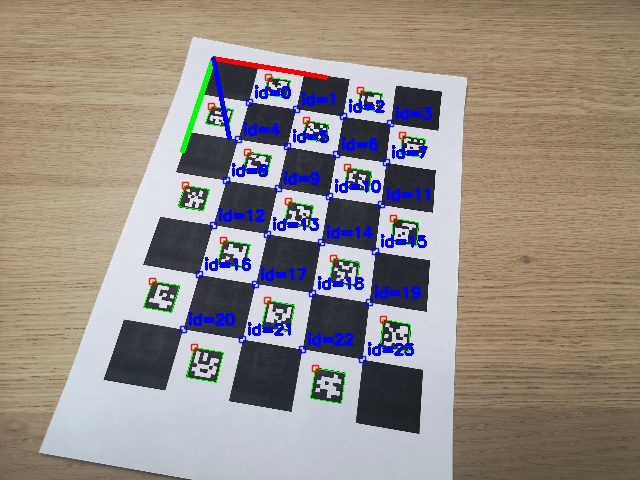 id=0 id=1 id=2 id=3
id=4 id=5 id=6 id=7
id=8 id=9 id=10 id=11
id=12 id=13 id=14 id=15
id=16 id=17 id=18 id=19
id=20 id=21 id=22 id=23